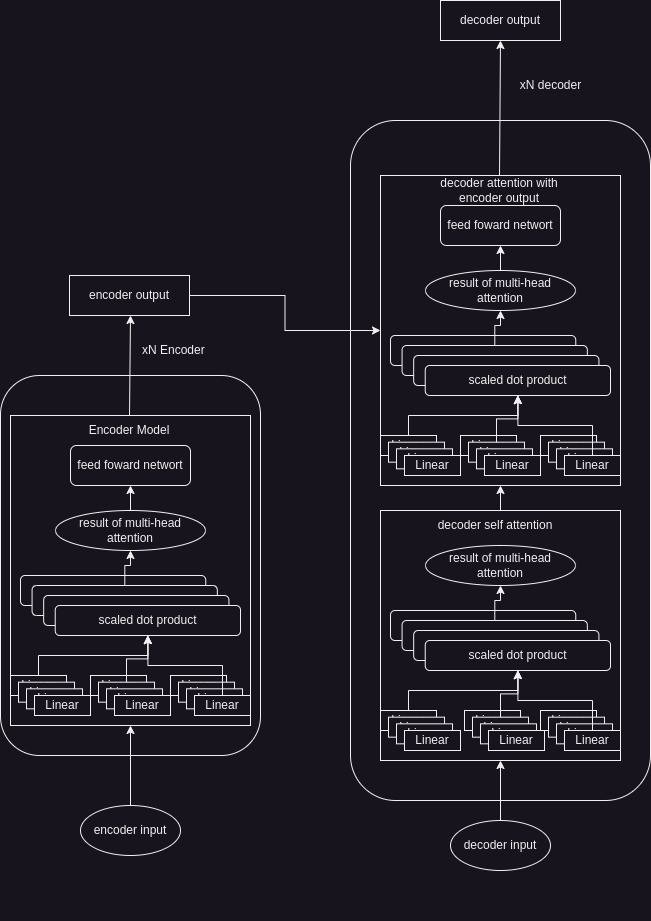 decoder output
xN decoder
decoder attention with
encoder output
feed foward networt
result of multi-head
attention
scaled dot product
Linear
Linear
Linear
encoder output
xN Encoder
Encoder Model
feed foward networt
result of multi-head
attention
scaled dot product
Linear
Linear
Linear
encoder input
decoder self attention
result of multi-head
attention
scaled dot product
Linear
Linear
Linear
decoder input